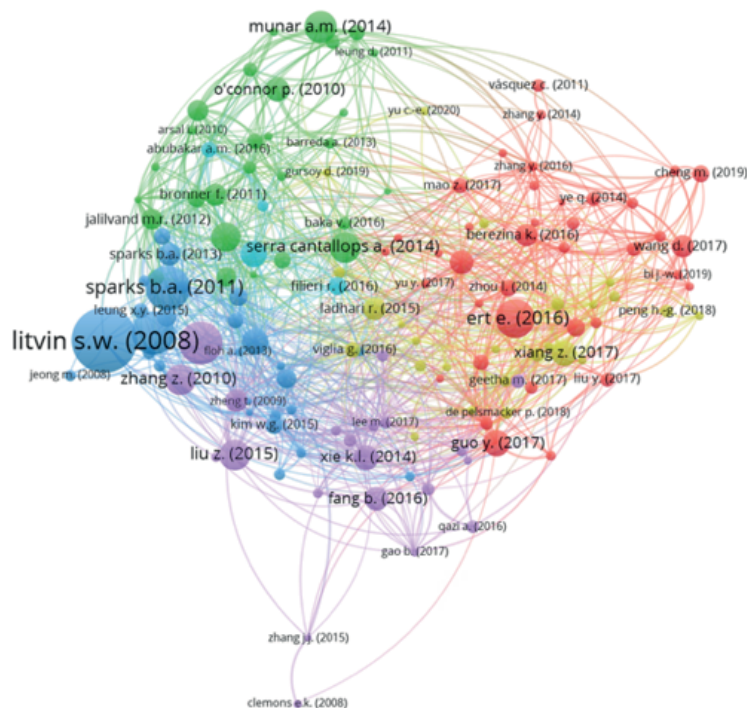 munar a.m. (2014)
leung d. (2011)
vásquez c. (2011)
o'connor p. (2010)
yu c.-e. (2020)
zhang y. (2014)
arsal i. (2010)
abubakar a.m. (2016)
barreda a. (2013)
zhang y. (2016)
cheng m. (2019)
gursoy d. (2019)
mao z. (2017)
bronner f. (2011)
ye q. (2014)
jalilvand m.r. (2012)
baka v. (2016)
berezina k. (2016)
serra cantallops a. (2014)
wang d. (2017)
sparks b.a. (2013)
bi j.-w. (2019)
sparks b.a. (2011)
filieri r. (2016)
yu y. (2017)
zhou l. (2014)
leung x.y. (2015)
ladhari r. (2015)
ert e. (2016)
peng h.-g. (2018)
litvin s.w. (2008)
floh a. (2013)
viglia g. (2016)
xiang z. (2017)
jeong m. (2008)
zhang z. (2010)
geetha m. (2017)
liu y. (2017)
zheng t. (2009)
de pelsmacker p. (2018)
kim w.g. (2015)
lee m. (2017)
guo y. (2017)
liu z. (2015)
xie k.l. (2014)
fang b. (2016)
qazi a. (2016)
gao b. (2017)
zhang j.j. (2015)
clemons e.k. (2008)